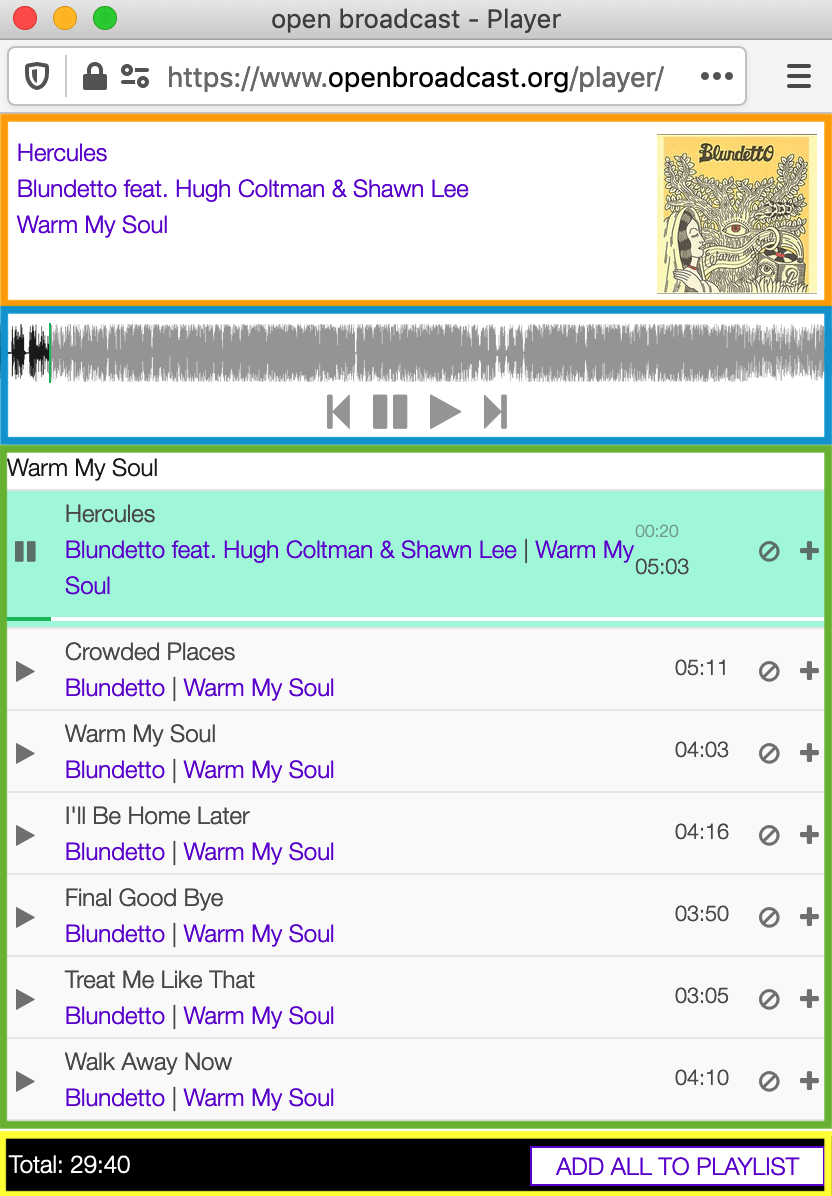 open broadcast - Player
https://www.openbroadcast.org/player/
Hercules
Blundetto feat. Hugh Coltman & Shawn Lee
Warm My Soul
Blundetto
Warm my Soul
Warm My Soul
Hercules
00:20
Blundetto feat. Hugh Coltman & Shawn Lee | Warm My
Soul
05:03
Crowded Places
05:11
Blundetto | Warm My Soul
Warm My Soul
04:03
Blundetto | Warm My Soul
I'll Be Home Later
04:16
Blundetto | Warm My Soul
Final Good Bye
03:50
Blundetto | Warm My Soul
Treat Me Like That
03:05
Blundetto | Warm My Soul
Walk Away Now
04:10
Blundetto | Warm My Soul
Total: 29:40
ADD ALL TO PLAYLIST